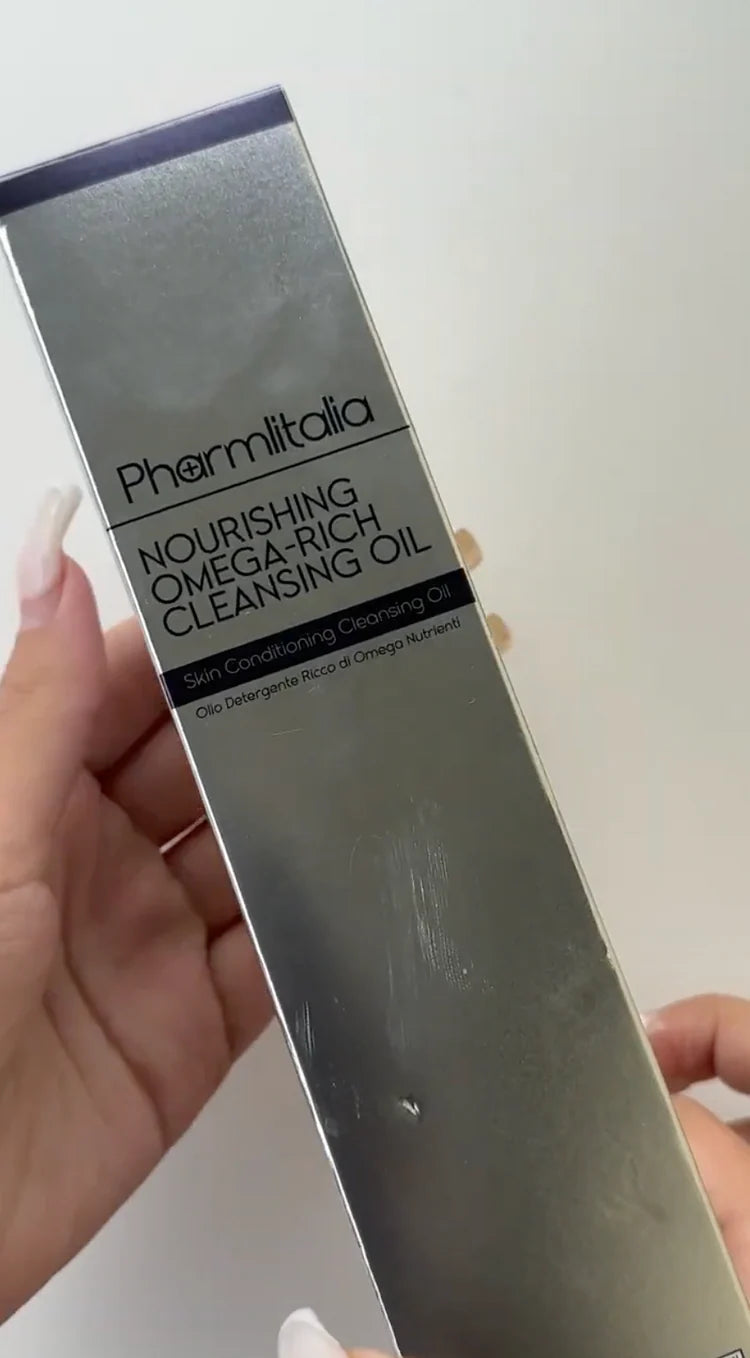 Pharmlitalia
NOURISHING
OMEGA-RICH
CLEANSING OIL
Skin Conditioning Cleansing Oil
Olio Detergente Ricco di Omega Nutrienti